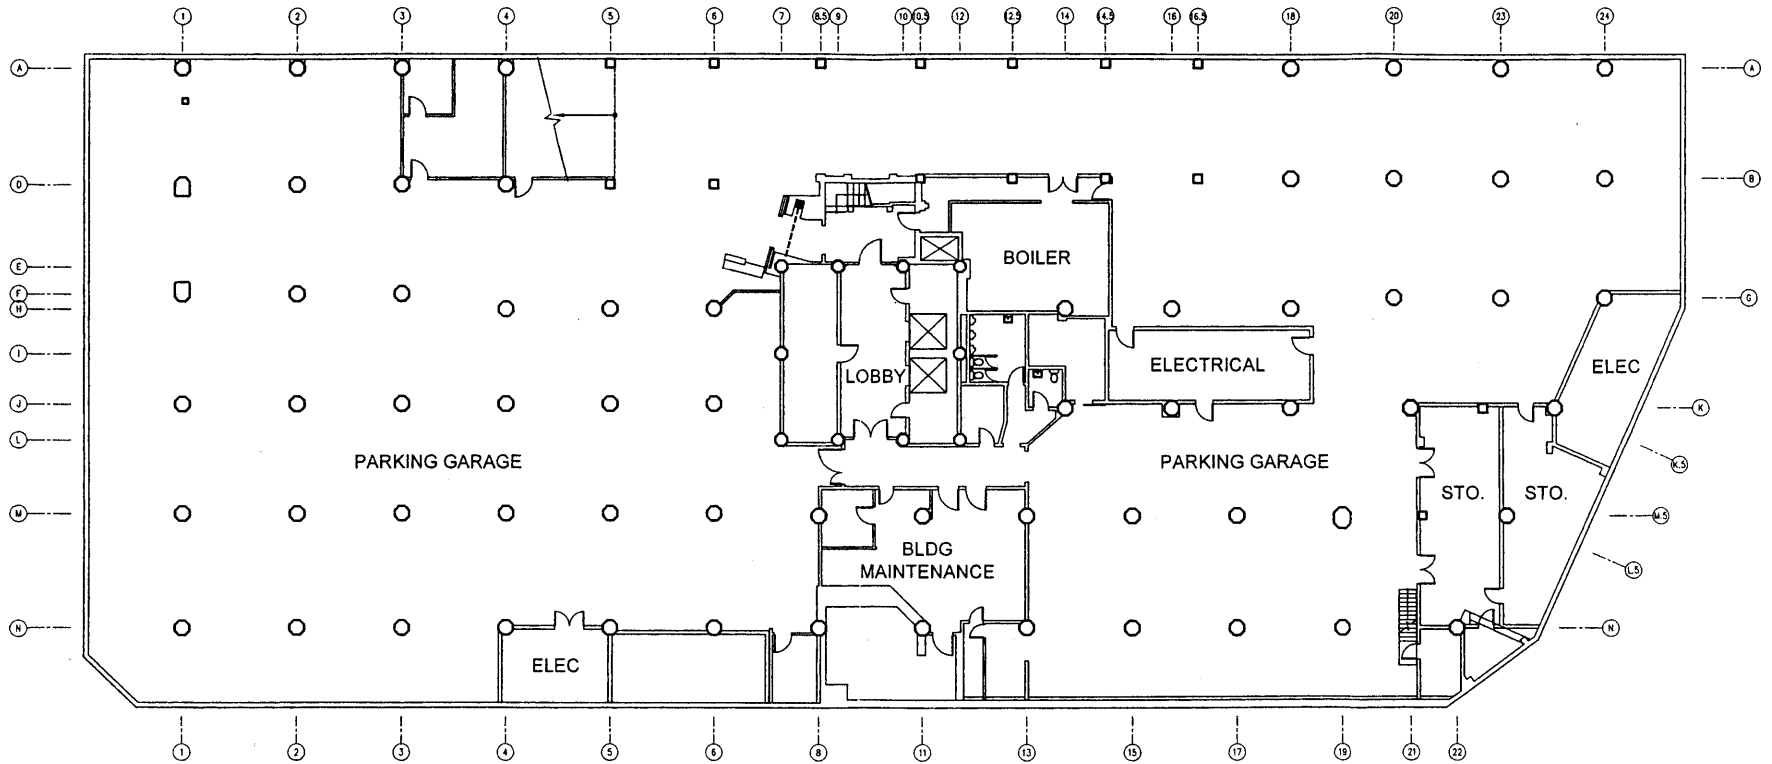 1 2 3 4 5 6 7 8.5 9 10 10.5 12 12.5 14 14.5 16 16.5 18 20 23 24
A A
D B
BOILER
E
F G
H
I ELECTRICAL ELEC
LOBBY
J K
L
PARKING GARAGE PARKING GARAGE K.5
STO. STO.
M M.5
BLDG
MAINTENANCE L.5
N N
ELEC
1 2 3 4 5 6 8 11 13 15 17 19 21 22